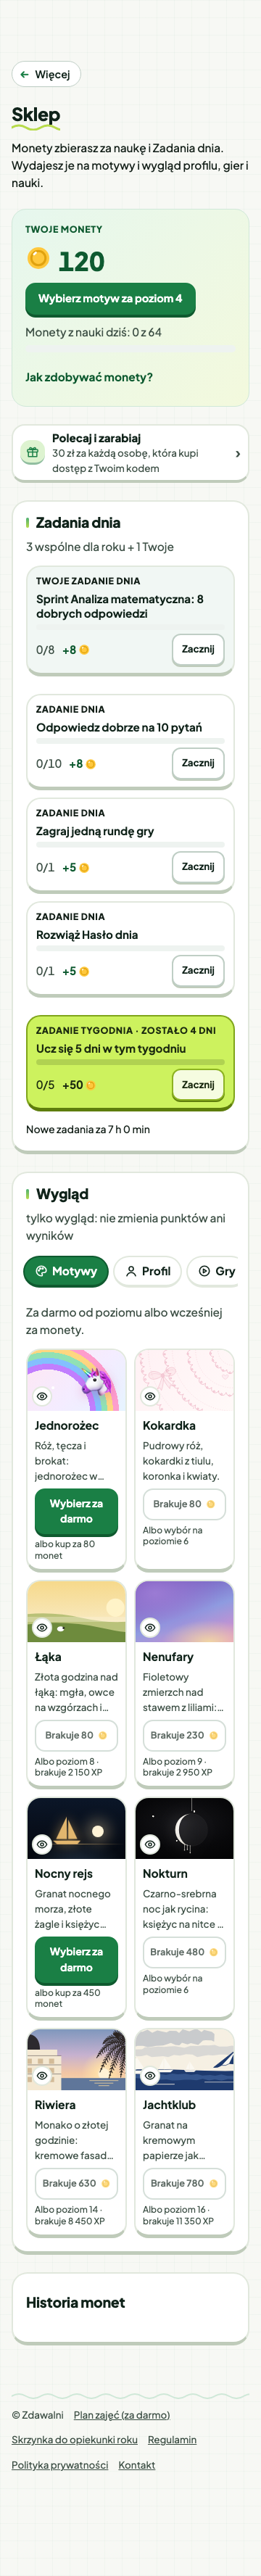 Więcej
Sklep
Monety zbierasz za naukę i Zadania dnia.
Wydajesz je na motywy i wygląd profilu, gier i
nauki.
TWOJE MONETY
120
Wybierz motyw za poziom 4
Monety z nauki dziś: 0 z 64
Jak zdobywać monety?
Polecaj i zarabiaj
30 zł za każdą osobę, która kupi
dostęp z Twoim kodem
Zadania dnia
3 wspólne dla roku + 1 Twoje
TWOJE ZADANIE DNIA
Sprint Analiza matematyczna: 8
dobrych odpowiedzi
0/8 +8
Zacznij
ZADANIE DNIA
Odpowiedz dobrze na 10 pytań
0/10 +8
Zacznij
ZADANIE DNIA
Zagraj jedną rundę gry
0/1 +5
Zacznij
ZADANIE DNIA
Rozwiąż Hasło dnia
0/1 +5
Zacznij
ZADANIE TYGODNIA · ZOSTAŁO 4 DNI
Ucz się 5 dni w tym tygodniu
0/5 +50
Zacznij
Nowe zadania za 7 h 0 min
Wygląd
tylko wygląd: nie zmienia punktów ani
wyników
Motywy
Profil
Gry
Za darmo od poziomu albo wcześniej
za monety.
Jednorożec
Róż, tęcza i
brokat:
jednorożec w…
Wybierz za
darmo
albo kup za 80
monet
Kokardka
Pudrowy róż,
kokardki z tiulu,
koronka i kwiaty.
Brakuje 80
Albo wybór na
poziomie 6
Łąka
Złota godzina nad
łąką: mgła, owce
na wzgórzach i…
Brakuje 80
Albo poziom 8 ·
brakuje 2 150 XP
Nenufary
Fioletowy
zmierzch nad
stawem z liliami:…
Brakuje 230
Albo poziom 9 ·
brakuje 2 950 XP
Nocny rejs
Granat nocnego
morza, złote
żagle i księżyc…
Wybierz za
darmo
albo kup za 450
monet
Nokturn
Czarno-srebrna
noc jak rycina:
księżyc na nitce …
Brakuje 480
Albo wybór na
poziomie 6
Riwiera
Monako o złotej
godzinie:
kremowe fasad…
Brakuje 630
Albo poziom 14 ·
brakuje 8 450 XP
Jachtklub
Granat na
kremowym
papierze jak…
Brakuje 780
Albo poziom 16 ·
brakuje 11 350 XP
Historia monet
© Zdawalni Plan zajęć (za darmo)
Skrzynka do opiekunki roku Regulamin
Polityka prywatności Kontakt